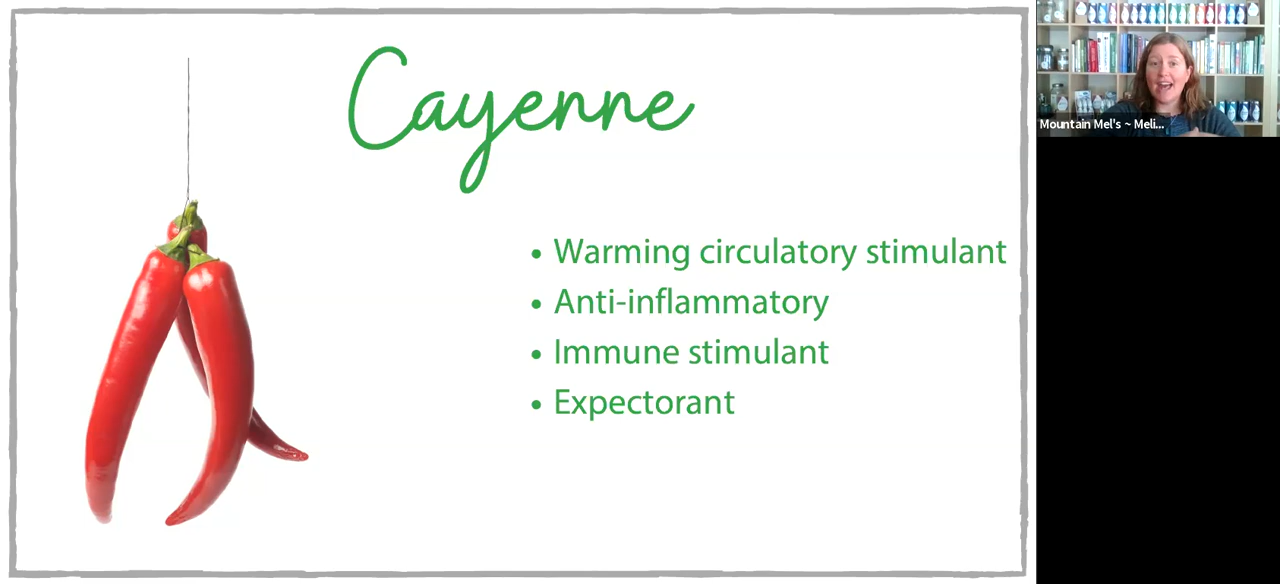 Cayenne
• Warming circulatory stimulant
• Anti-inflammatory
• Immune stimulant
• Expectorant
Mountain Mel's ~ Meli...